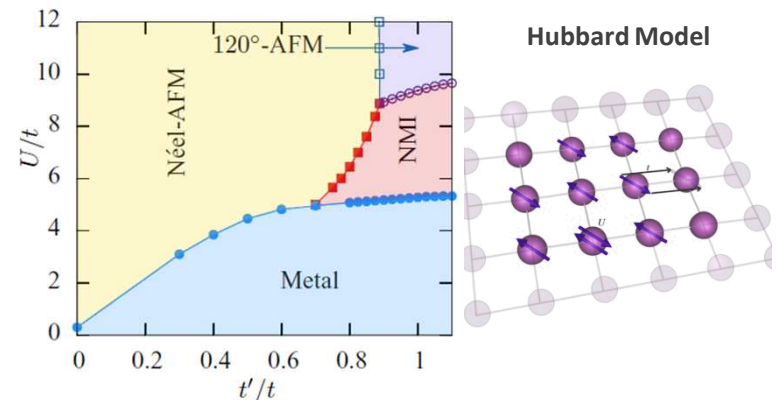 Hubbard Model
12
10
8
6
4
2
0
U/t
120°-AFM
Néel-AFM
NMI
Metal
0
0.2
0.4
0.6
0.8
1
t′/t
t
U